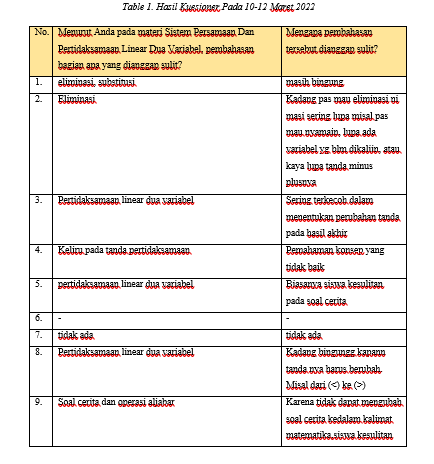 Table 1. Hasil Kuesioner Pada 10-12 Maret 2022
No. Menurut Anda pada materi Sistem Persamaan Dan Mengapa pembahasan
Pertidaksamaan Linear Dua Variabel, pembahasan tersebut dianggap sulit?
bagian apa yang dianggap sulit?
1. eliminasi, substitusi masih bingung
2. Eliminasi Kadang pas mau eliminasi ni
masi sering lupa misal pas
mau nyamain, lupa ada
variabel yg blm dikaliin, atau
kaya lupa tanda minus
plusnya
3. Pertidaksamaan linear dua variabel Sering terkecoh dalam
menentukan perubahan tanda
pada hasil akhir
4. Keliru pada tanda pertidaksamaan Pemahaman konsep yang
tidak baik
5. pertidaksamaan linear dua variabel Biasanya siswa kesulitan
pada soal cerita
6. - -
7. tidak ada tidak ada
8. Pertidaksamaan linear dua variabel Kadang bingungg kapann
tanda nya harus berubah.
Misal dari (<) ke (>)
9. Soal cerita dan operasi aljabar Karena tidak dapat mengubah
soal cerita kedalam kalimat
matematika,siswa kesulitan